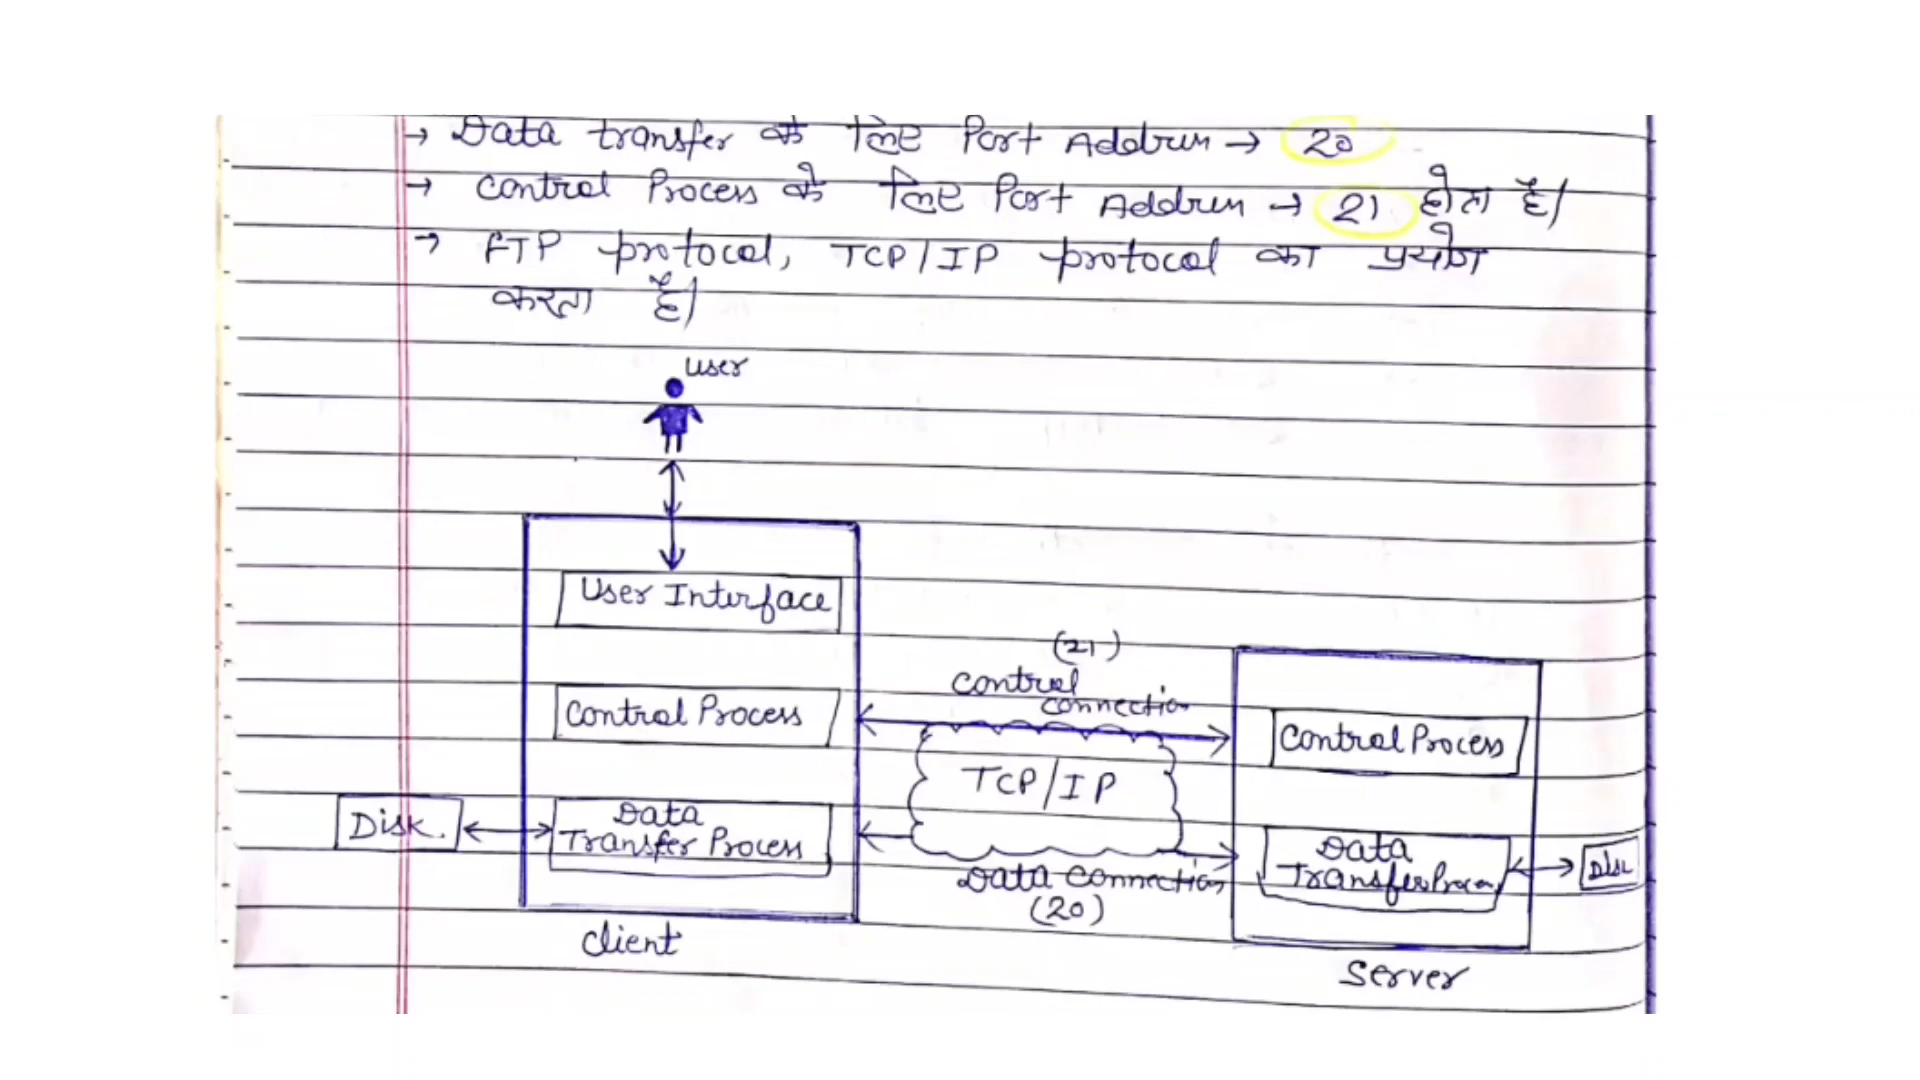 → Data transfer के लिए Port Address → 20
→ Control Process के लिए Port Address → 21 होता है।
→ FTP protocol, TCP/IP protocol का प्रयोग
करता है।
user
User Interface
(21)
Control
connection
Control Process
Control Process
TCP/IP
Disk.
Data
Transfer Process
Data
Transfer Process
Disk
Data connection
(20)
Client
Server